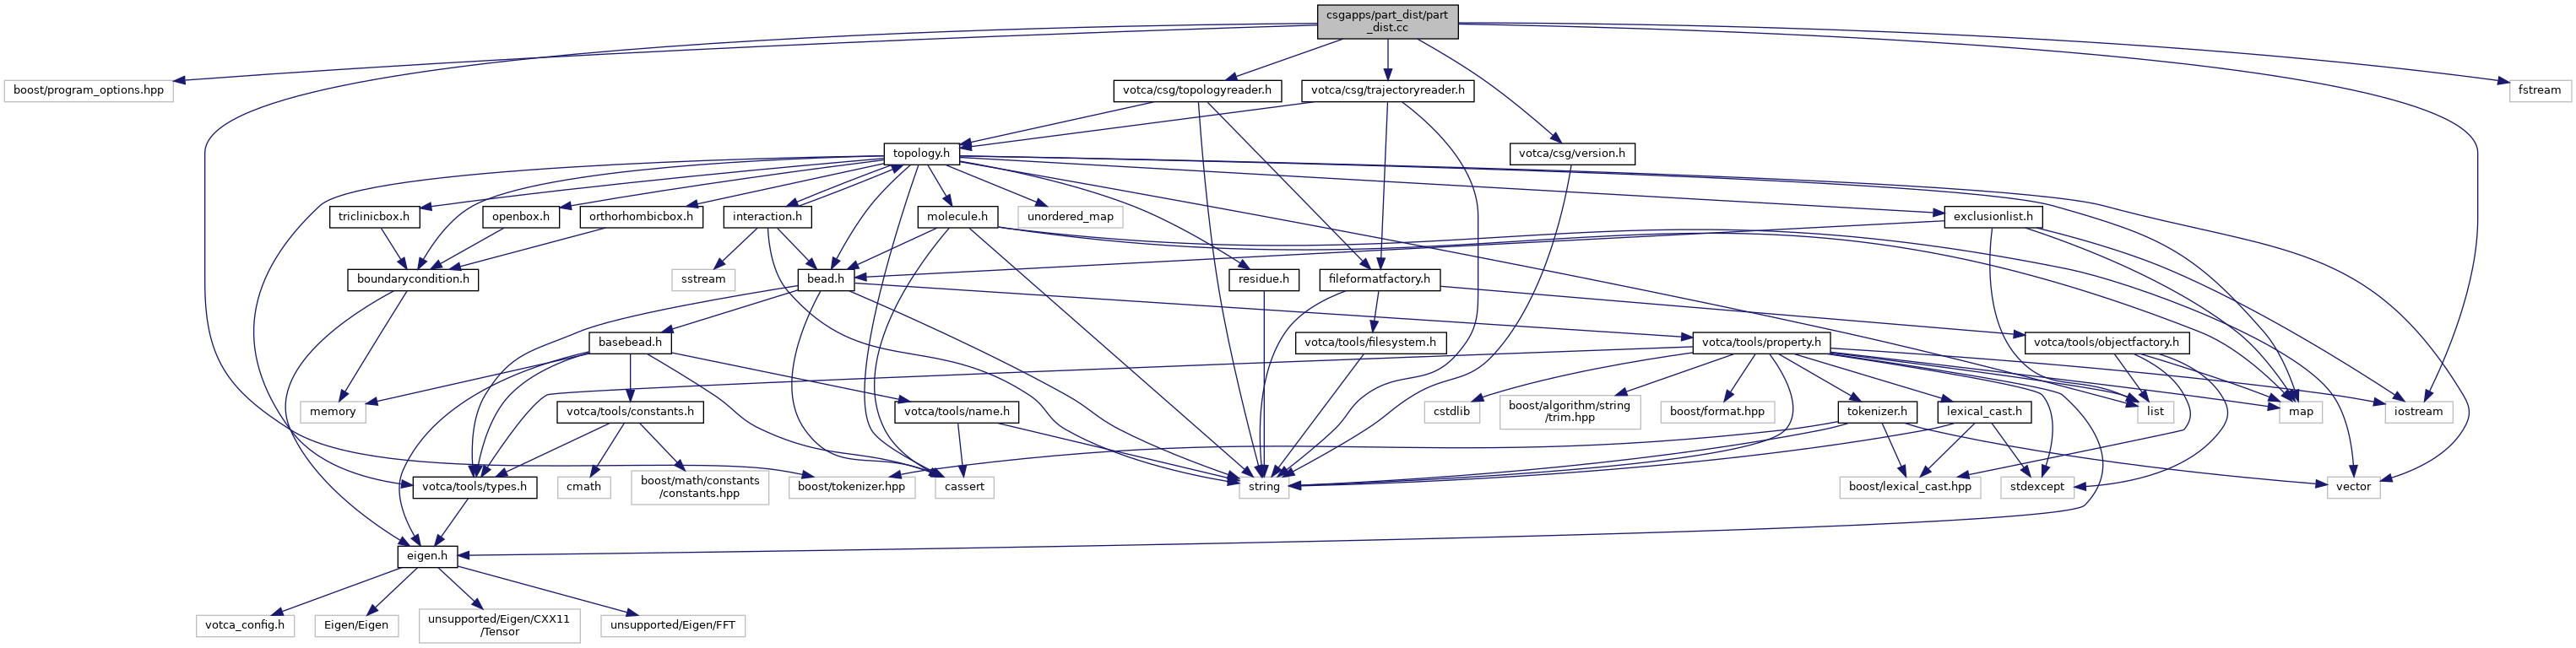 csgapps/part_dist/part
_dist.cc
boost/program_options.hpp
votca/csg/topologyreader.h
votca/csg/trajectoryreader.h
fstream
topology.h
votca/csg/version.h
triclinicbox.h
openbox.h
orthorhombicbox.h
interaction.h
molecule.h
unordered_map
exclusionlist.h
boundarycondition.h
sstream
bead.h
residue.h
fileformatfactory.h
basebead.h
votca/tools/filesystem.h
votca/tools/property.h
votca/tools/objectfactory.h
memory
votca/tools/constants.h
votca/tools/name.h
cstdlib
boost/algorithm/string
/trim.hpp
boost/format.hpp
tokenizer.h
lexical_cast.h
list
map
iostream
votca/tools/types.h
cmath
boost/math/constants
/constants.hpp
boost/tokenizer.hpp
cassert
string
boost/lexical_cast.hpp
stdexcept
vector
eigen.h
votca_config.h
Eigen/Eigen
unsupported/Eigen/CXX11
/Tensor
unsupported/Eigen/FFT